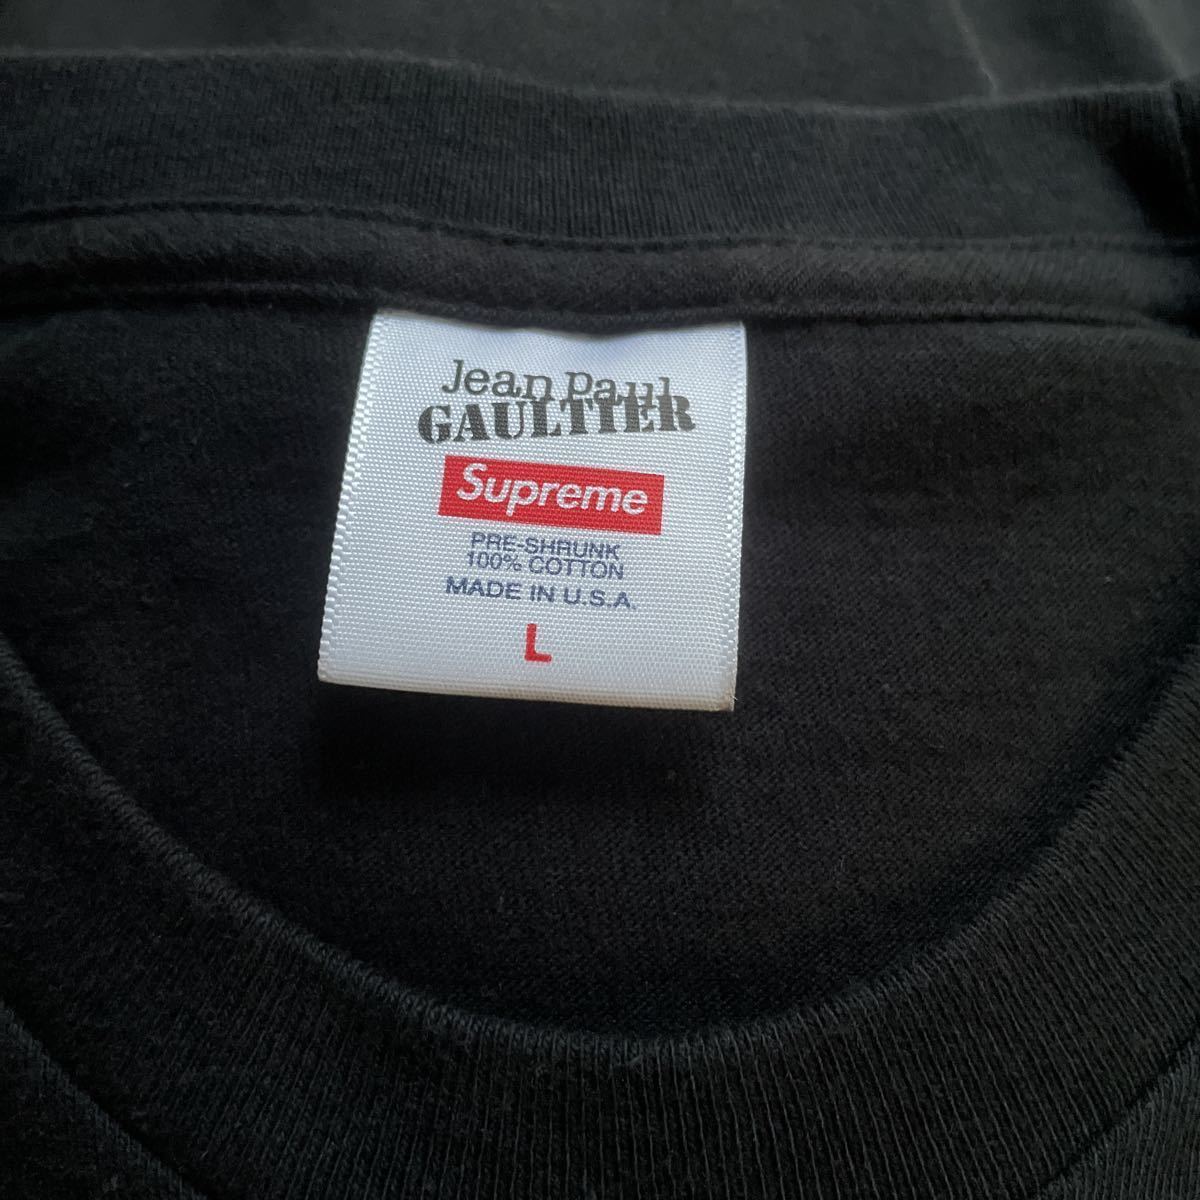 Jean Paul
GAULTIER
Supreme
PRE-SHRUNK
100% COTTON
MADE IN U.S.A.
L